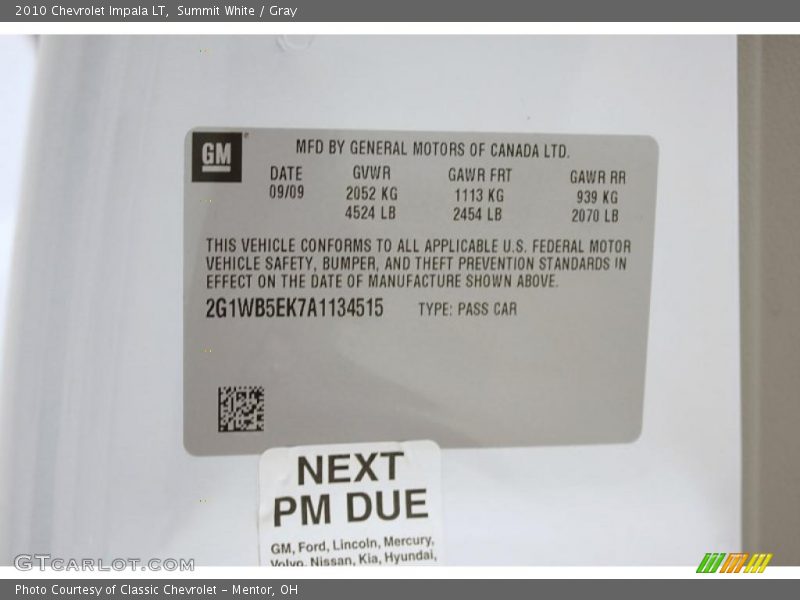 2010 Chevrolet Impala LT, Summit White / Gray
GM
MFD BY GENERAL MOTORS OF CANADA LTD.
DATE GVWR GAWR FRT GAWR RR
09/09 2052 KG 1113 KG 939 KG
4524 LB 2454 LB 2070 LB
THIS VEHICLE CONFORMS TO ALL APPLICABLE U.S. FEDERAL MOTOR
VEHICLE SAFETY, BUMPER, AND THEFT PREVENTION STANDARDS IN
EFFECT ON THE DATE OF MANUFACTURE SHOWN ABOVE.
2G1WB5EK7A1134515 TYPE: PASS CAR
NEXT
PM DUE
GM, Ford, Lincoln, Mercury,
Volvo, Nissan, Kia, Hyundai,
GTCARLOT.COM
Photo Courtesy of Classic Chevrolet - Mentor, OH